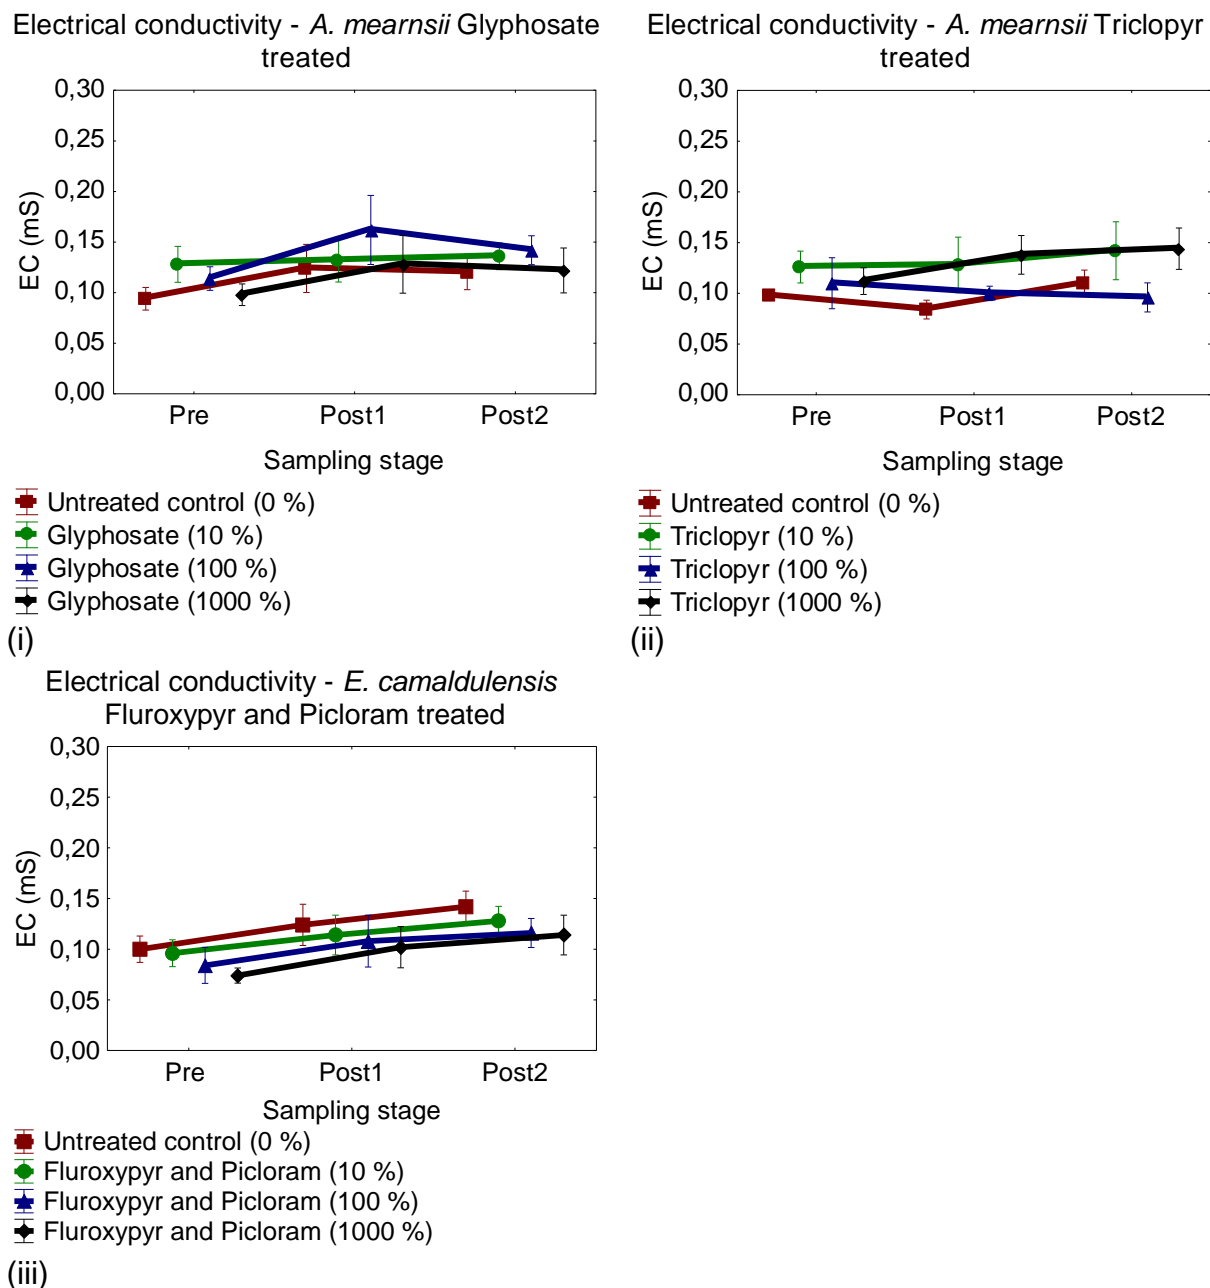 Electrical conductivity - A. mearnsii Glyphosate
treated
0,30
0,25
0,20
0,15
0,10
0,05
0,00
EC (mS)
Pre Post1 Post2
Sampling stage
Untreated control (0 %)
Glyphosate (10 %)
Glyphosate (100 %)
Glyphosate (1000 %)
(i)
Electrical conductivity - A. mearnsii Triclopyr
treated
0,30
0,25
0,20
0,15
0,10
0,05
0,00
EC (mS)
Pre Post1 Post2
Sampling stage
Untreated control (0 %)
Triclopyr (10 %)
Triclopyr (100 %)
Triclopyr (1000 %)
(ii)
Electrical conductivity - E. camaldulensis
Fluroxypyr and Picloram treated
0,30
0,25
0,20
0,15
0,10
0,05
0,00
EC (mS)
Pre Post1 Post2
Sampling stage
Untreated control (0 %)
Fluroxypyr and Picloram (10 %)
Fluroxypyr and Picloram (100 %)
Fluroxypyr and Picloram (1000 %)
(iii)